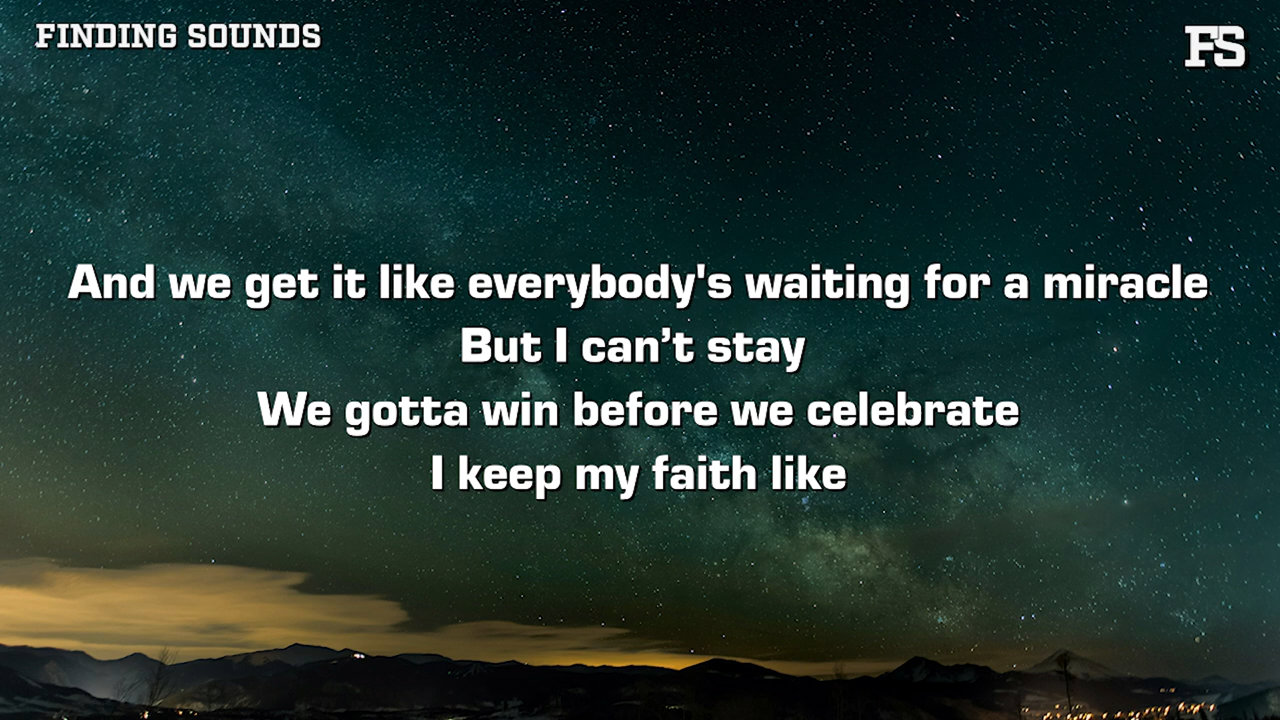 FINDING SOUNDS
FS
And we get it like everybody's waiting for a miracle
But I can’t stay
We gotta win before we celebrate
I keep my faith like